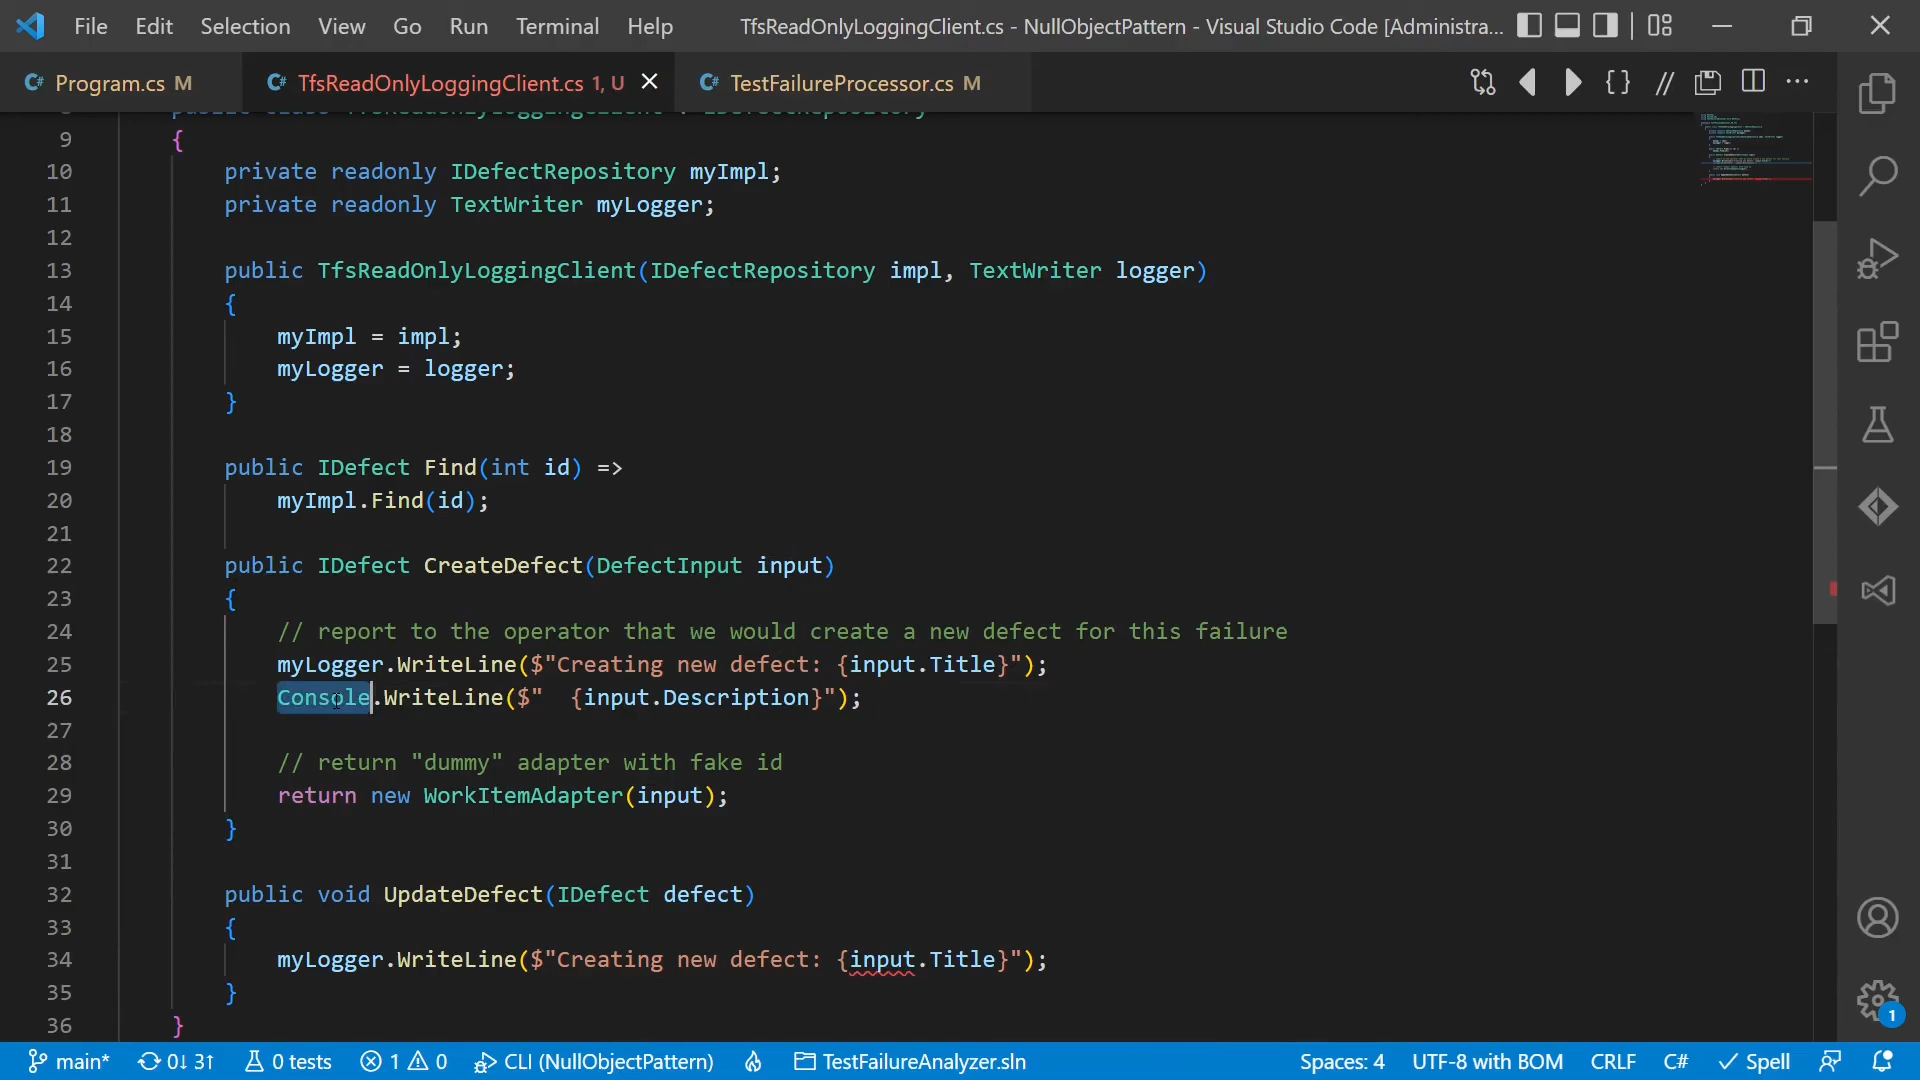 File Edit Selection View Go Run Terminal Help TfsReadOnlyLoggingClient.cs - NullObjectPattern - Visual Studio Code [Administra...
C# Program.cs M C# TfsReadOnlyLoggingClient.cs 1, U C# TestFailureProcessor.cs M
public class TfsReadOnlyLoggingClient : IDefectRepository
9 {
10 private readonly IDefectRepository myImpl;
11 private readonly TextWriter myLogger;
12
13 public TfsReadOnlyLoggingClient(IDefectRepository impl, TextWriter logger)
14 {
15 myImpl = impl;
16 myLogger = logger;
17 }
18
19 public IDefect Find(int id) =>
20 myImpl.Find(id);
21
22 public IDefect CreateDefect(DefectInput input)
23 {
24 // report to the operator that we would create a new defect for this failure
25 myLogger.WriteLine($"Creating new defect: {input.Title}");
26 Console.WriteLine($"  {input.Description}");
27
28 // return "dummy" adapter with fake id
29 return new WorkItemAdapter(input);
30 }
31
32 public void UpdateDefect(IDefect defect)
33 {
34 myLogger.WriteLine($"Creating new defect: {input.Title}");
35 }
36 }
1
main* 0↓ 3↑ 0 tests 1 0 CLI (NullObjectPattern) TestFailureAnalyzer.sln Spaces: 4 UTF-8 with BOM CRLF C# Spell